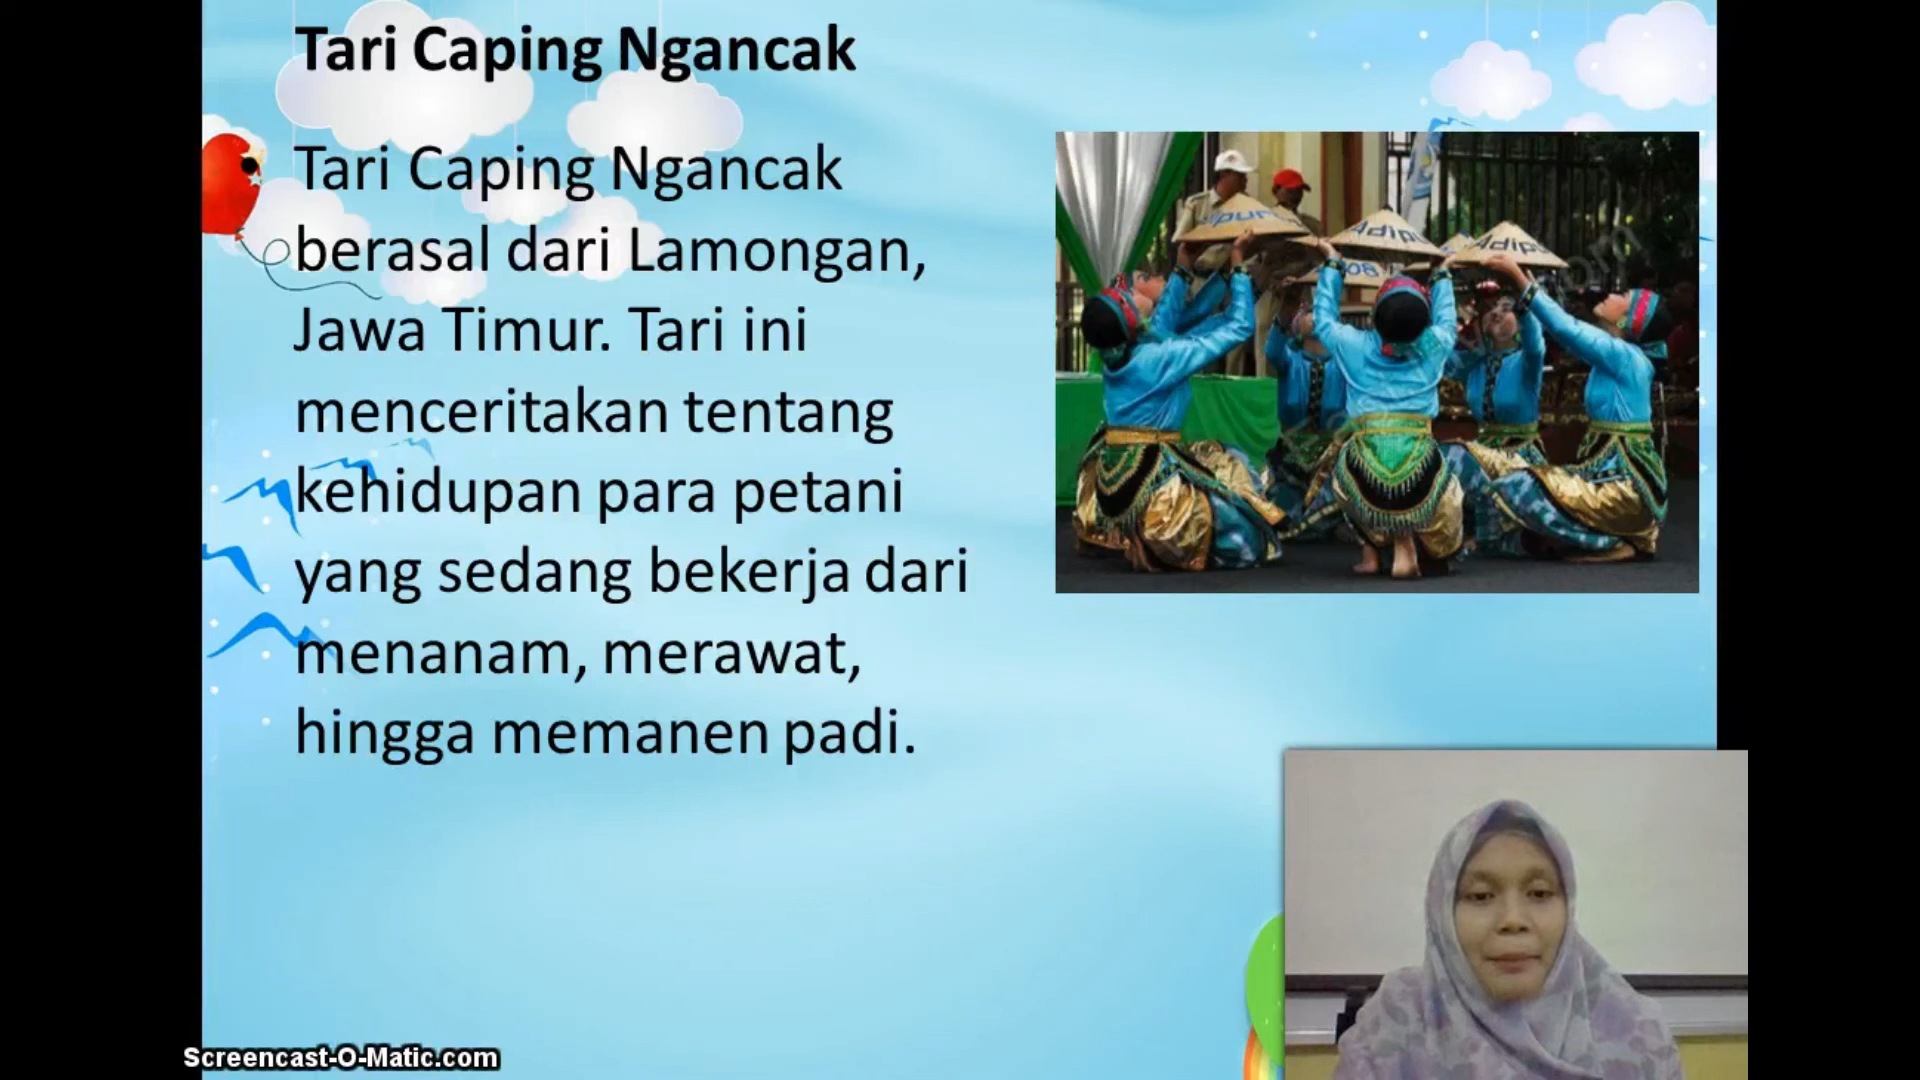 Tari Caping Ngancak
Tari Caping Ngancak
berasal dari Lamongan,
Jawa Timur. Tari ini
menceritakan tentang
kehidupan para petani
yang sedang bekerja dari
menanam, merawat,
hingga memanen padi.
Screencast-O-Matic.com